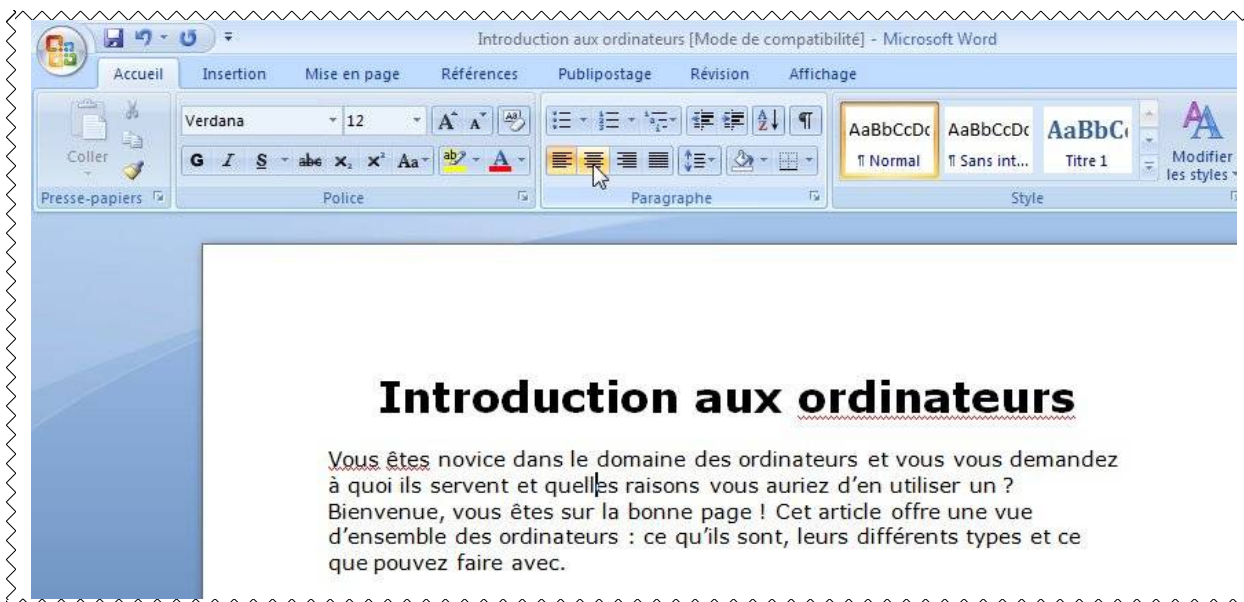 Introduction aux ordinateurs [Mode de compatibilité] - Microsoft Word
Accueil Insertion Mise en page Références Publipostage Révision Affichage
Verdana 12 A A Aa
Coller
G I S abc X₂ X² Aa ab A
AaBbCcDc AaBbCcDc AaBbC
¶ Normal ¶ Sans int... Titre 1
Modifier
les styles
Presse-papiers Police Paragraphe Style
Introduction aux ordinateurs
Vous êtes novice dans le domaine des ordinateurs et vous vous demandez
à quoi ils servent et quelles raisons vous auriez d’en utiliser un ?
Bienvenue, vous êtes sur la bonne page ! Cet article offre une vue
d’ensemble des ordinateurs : ce qu’ils sont, leurs différents types et ce
que pouvez faire avec.